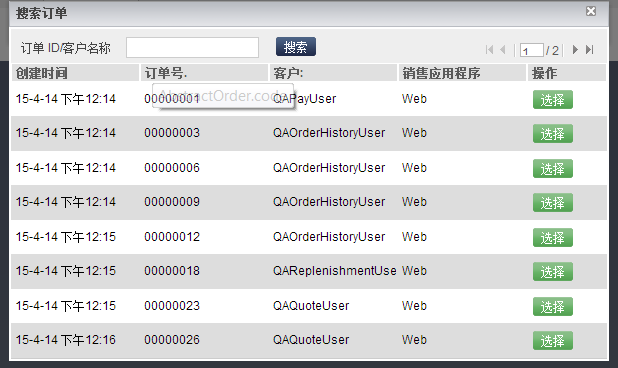 搜索订单
订单 ID/客户名称 搜索 1 / 2
创建时间 订单号. 客户: 销售应用程序 操作
15-4-14 下午12:14 00000001 QAPayUser Web 选择
AbstractOrder.code
15-4-14 下午12:14 00000003 QAOrderHistoryUser Web 选择
15-4-14 下午12:14 00000006 QAOrderHistoryUser Web 选择
15-4-14 下午12:14 00000009 QAOrderHistoryUser Web 选择
15-4-14 下午12:15 00000012 QAOrderHistoryUser Web 选择
15-4-14 下午12:15 00000018 QAReplenishmentUse Web 选择
15-4-14 下午12:15 00000023 QAQuoteUser Web 选择
15-4-14 下午12:16 00000026 QAQuoteUser Web 选择